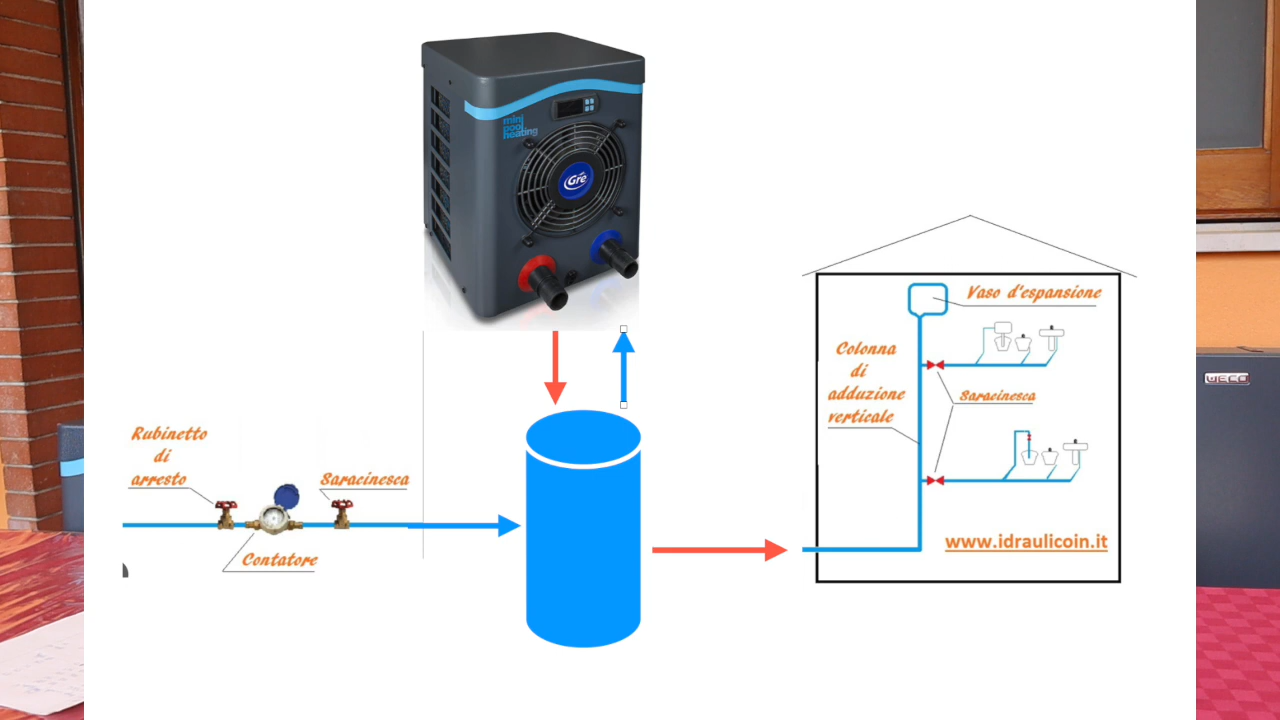 mini
pool
heating
Gre
Vaso d'espansione
Colonna
di
adduzione
verticale
Saracinesca
Rubinetto
di
arresto
Saracinesca
Contatore
www.idraulicoin.it